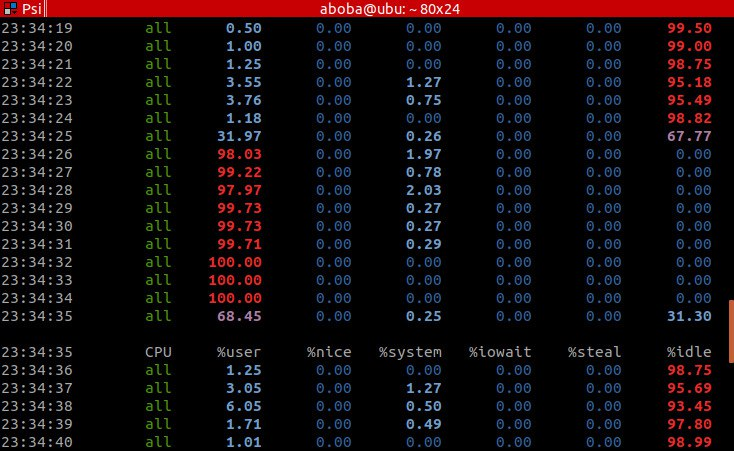 Psi aboba@ubu: ~ 80x24
23:34:19 all 0.50 0.00 0.00 0.00 0.00 99.50
23:34:20 all 1.00 0.00 0.00 0.00 0.00 99.00
23:34:21 all 1.25 0.00 0.00 0.00 0.00 98.75
23:34:22 all 3.55 0.00 1.27 0.00 0.00 95.18
23:34:23 all 3.76 0.00 0.75 0.00 0.00 95.49
23:34:24 all 1.18 0.00 0.00 0.00 0.00 98.82
23:34:25 all 31.97 0.00 0.26 0.00 0.00 67.77
23:34:26 all 98.03 0.00 1.97 0.00 0.00 0.00
23:34:27 all 99.22 0.00 0.78 0.00 0.00 0.00
23:34:28 all 97.97 0.00 2.03 0.00 0.00 0.00
23:34:29 all 99.73 0.00 0.27 0.00 0.00 0.00
23:34:30 all 99.73 0.00 0.27 0.00 0.00 0.00
23:34:31 all 99.71 0.00 0.29 0.00 0.00 0.00
23:34:32 all 100.00 0.00 0.00 0.00 0.00 0.00
23:34:33 all 100.00 0.00 0.00 0.00 0.00 0.00
23:34:34 all 100.00 0.00 0.00 0.00 0.00 0.00
23:34:35 all 68.45 0.00 0.25 0.00 0.00 31.30
23:34:35 CPU %user %nice %system %iowait %steal %idle
23:34:36 all 1.25 0.00 0.00 0.00 0.00 98.75
23:34:37 all 3.05 0.00 1.27 0.00 0.00 95.69
23:34:38 all 6.05 0.00 0.50 0.00 0.00 93.45
23:34:39 all 1.71 0.00 0.49 0.00 0.00 97.80
23:34:40 all 1.01 0.00 0.00 0.00 0.00 98.99